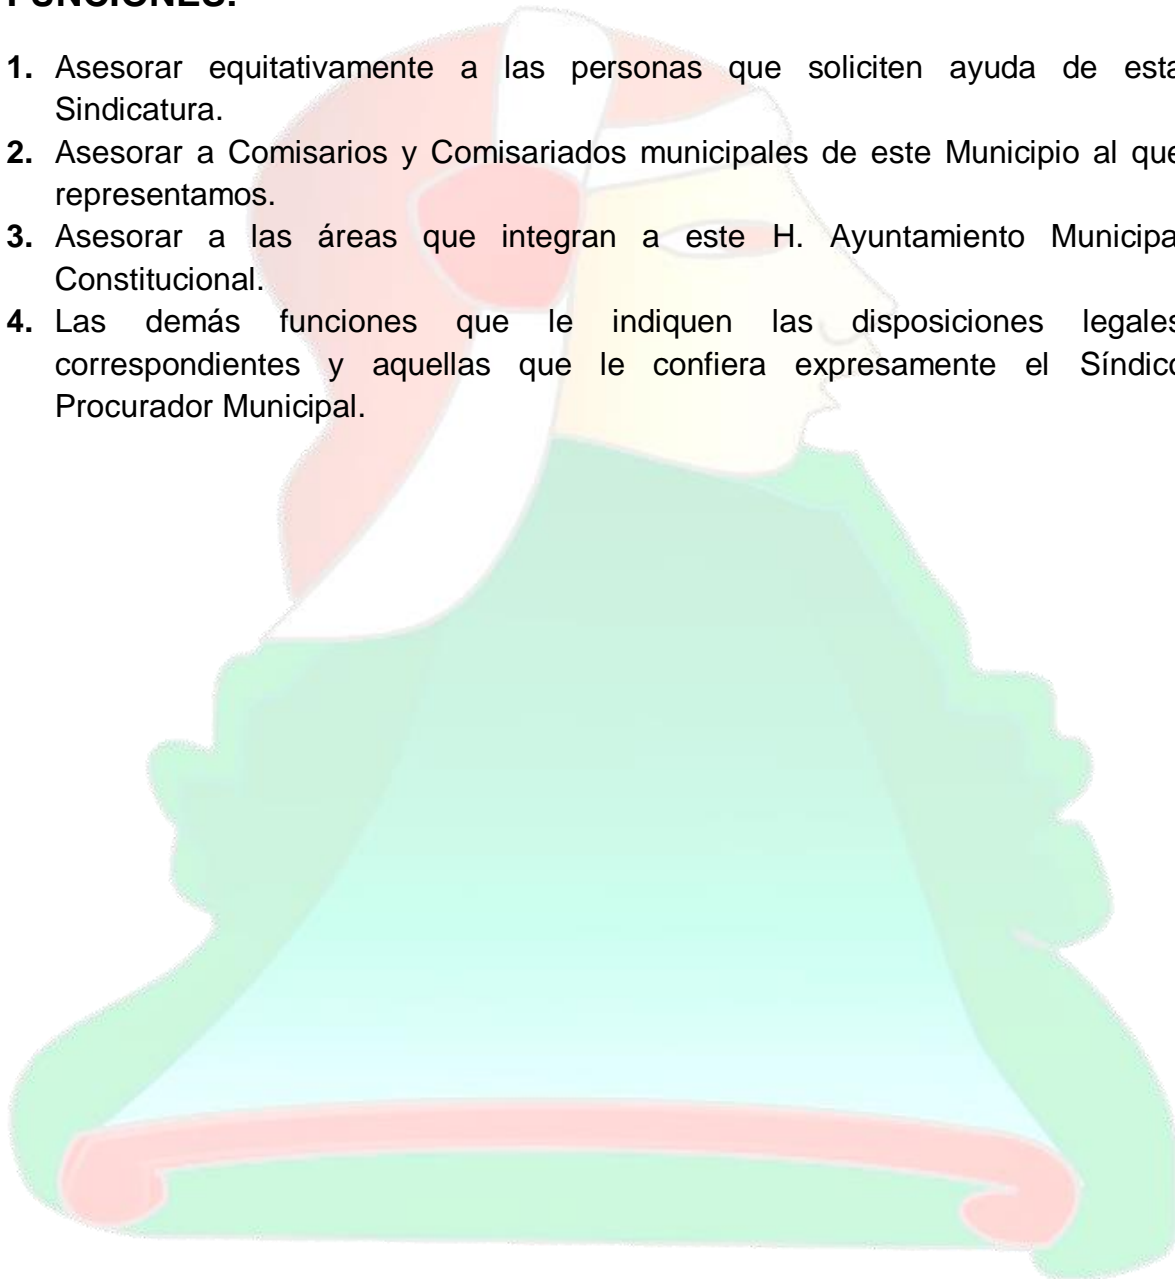 FUNCIONES:
1. Asesorar equitativamente a las personas que soliciten ayuda de esta
Sindicatura.
2. Asesorar a Comisarios y Comisariados municipales de este Municipio al que
representamos.
3. Asesorar a las áreas que integran a este H. Ayuntamiento Municipal
Constitucional.
4. Las demás funciones que le indiquen las disposiciones legales
correspondientes y aquellas que le confiera expresamente el Síndico
Procurador Municipal.